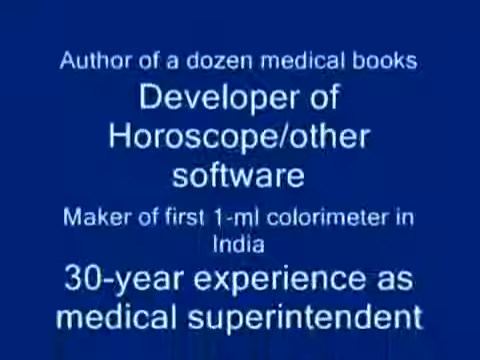 Author of a dozen medical books
Developer of
Horoscope/other
software
Maker of first 1-ml colorimeter in
India
30-year experience as
medical superintendent